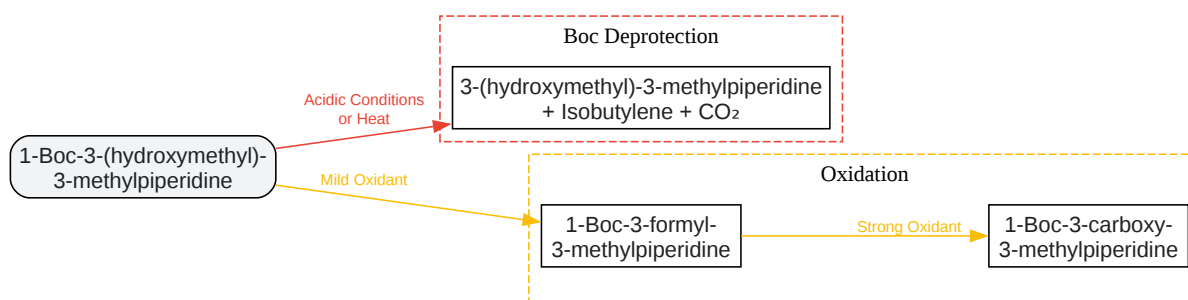 Boc Deprotection
3-(hydroxymethyl)-3-methylpiperidine
+ Isobutylene + CO₂
Acidic Conditions
or Heat
1-Boc-3-(hydroxymethyl)-
3-methylpiperidine
Mild Oxidant
Oxidation
1-Boc-3-formyl-
3-methylpiperidine
Strong Oxidant
1-Boc-3-carboxy-
3-methylpiperidine